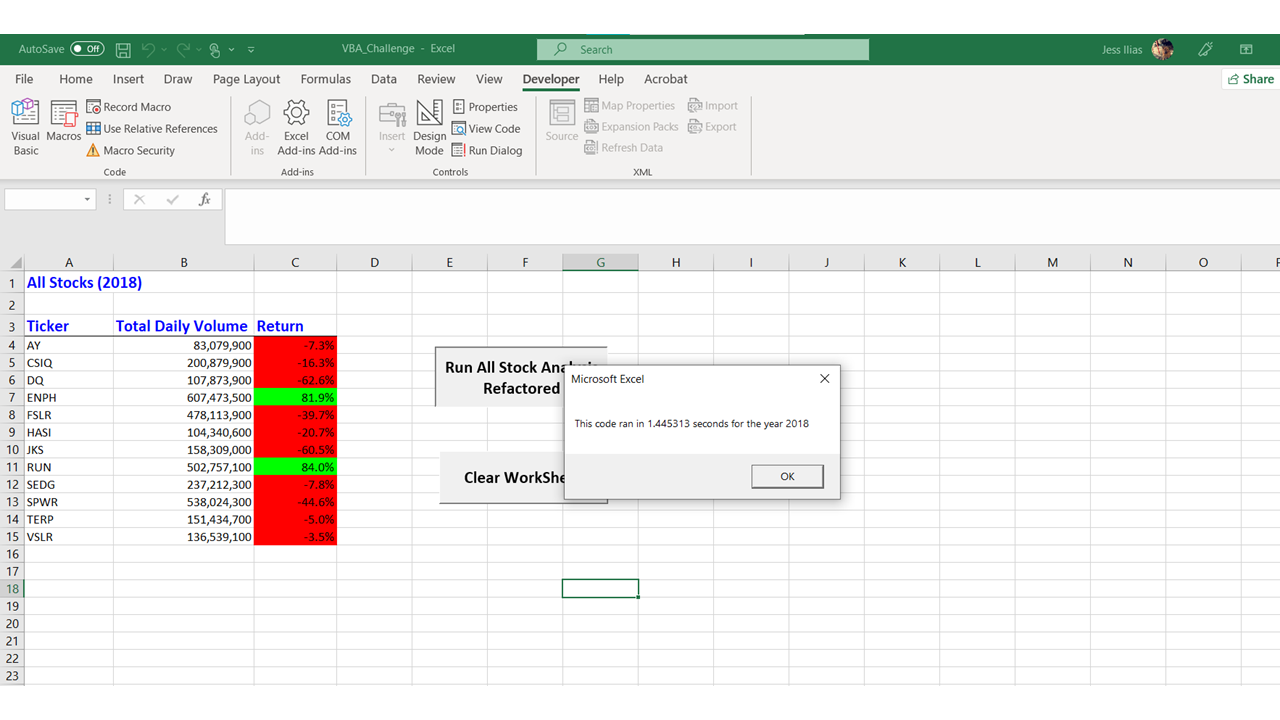 AutoSave Off VBA_Challenge - Excel Search Jess Ilias
File Home Insert Draw Page Layout Formulas Data Review View Developer Help Acrobat Share
Visual Basic
Macros
Record Macro
Use Relative References
Macro Security
Code
Add-ins
Excel Add-ins
COM Add-ins
Add-ins
Insert
Design Mode
Properties
View Code
Run Dialog
Controls
Source
Map Properties
Expansion Packs
Refresh Data
Import
Export
XML
fx
A B C D E F G H I J K L M N O
1 All Stocks (2018)
2
3 Ticker Total Daily Volume Return
4 AY 83,079,900 -7.3%
5 CSIQ 200,879,900 -16.3%
6 DQ 107,873,900 -62.6%
7 ENPH 607,473,500 81.9%
8 FSLR 478,113,900 -39.7%
9 HASI 104,340,600 -20.7%
10 JKS 158,309,000 -60.5%
11 RUN 502,757,100 84.0%
12 SEDG 237,212,300 -7.8%
13 SPWR 538,024,300 -44.6%
14 TERP 151,434,700 -5.0%
15 VSLR 136,539,100 -3.5%
16
17
18
19
20
21
22
23
Run All Stock
Refactored
Clear
Microsoft Excel
This code ran in 1.445313 seconds for the year 2018
OK